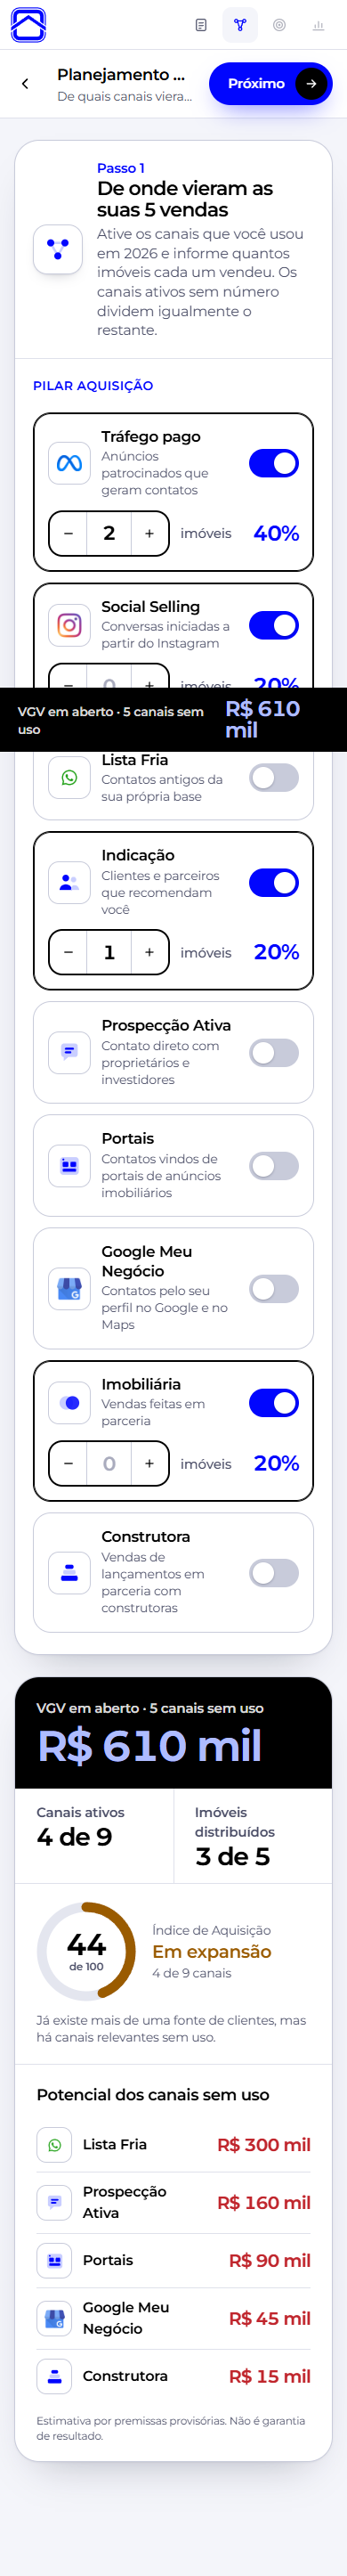 Planejamento ...
De quais canais viera...
Próximo
Passo 1
De onde vieram as
suas 5 vendas
Ative os canais que você usou
em 2026 e informe quantos
imóveis cada um vendeu. Os
canais ativos sem número
dividem igualmente o
restante.
PILAR AQUISIÇÃO
Tráfego pago
Anúncios
patrocinados que
geram contatos
− 2 + imóveis 40%
Social Selling
Conversas iniciadas a
partir do Instagram
− 0 + imóveis 20%
VGV em aberto · 5 canais sem
uso
R$ 610
mil
Lista Fria
Contatos antigos da
sua própria base
Indicação
Clientes e parceiros
que recomendam
você
− 1 + imóveis 20%
Prospecção Ativa
Contato direto com
proprietários e
investidores
Portais
Contatos vindos de
portais de anúncios
imobiliários
Google Meu
Negócio
Contatos pelo seu
perfil no Google e no
Maps
Imobiliária
Vendas feitas em
parceria
− 0 + imóveis 20%
Construtora
Vendas de
lançamentos em
parceria com
construtoras
VGV em aberto · 5 canais sem uso
R$ 610 mil
Canais ativos
4 de 9
Imóveis
distribuídos
3 de 5
44
de 100
Índice de Aquisição
Em expansão
4 de 9 canais
Já existe mais de uma fonte de clientes, mas
há canais relevantes sem uso.
Potencial dos canais sem uso
Lista Fria R$ 300 mil
Prospecção
Ativa
R$ 160 mil
Portais R$ 90 mil
Google Meu
Negócio
R$ 45 mil
Construtora R$ 15 mil
Estimativa por premissas provisórias. Não é garantia
de resultado.